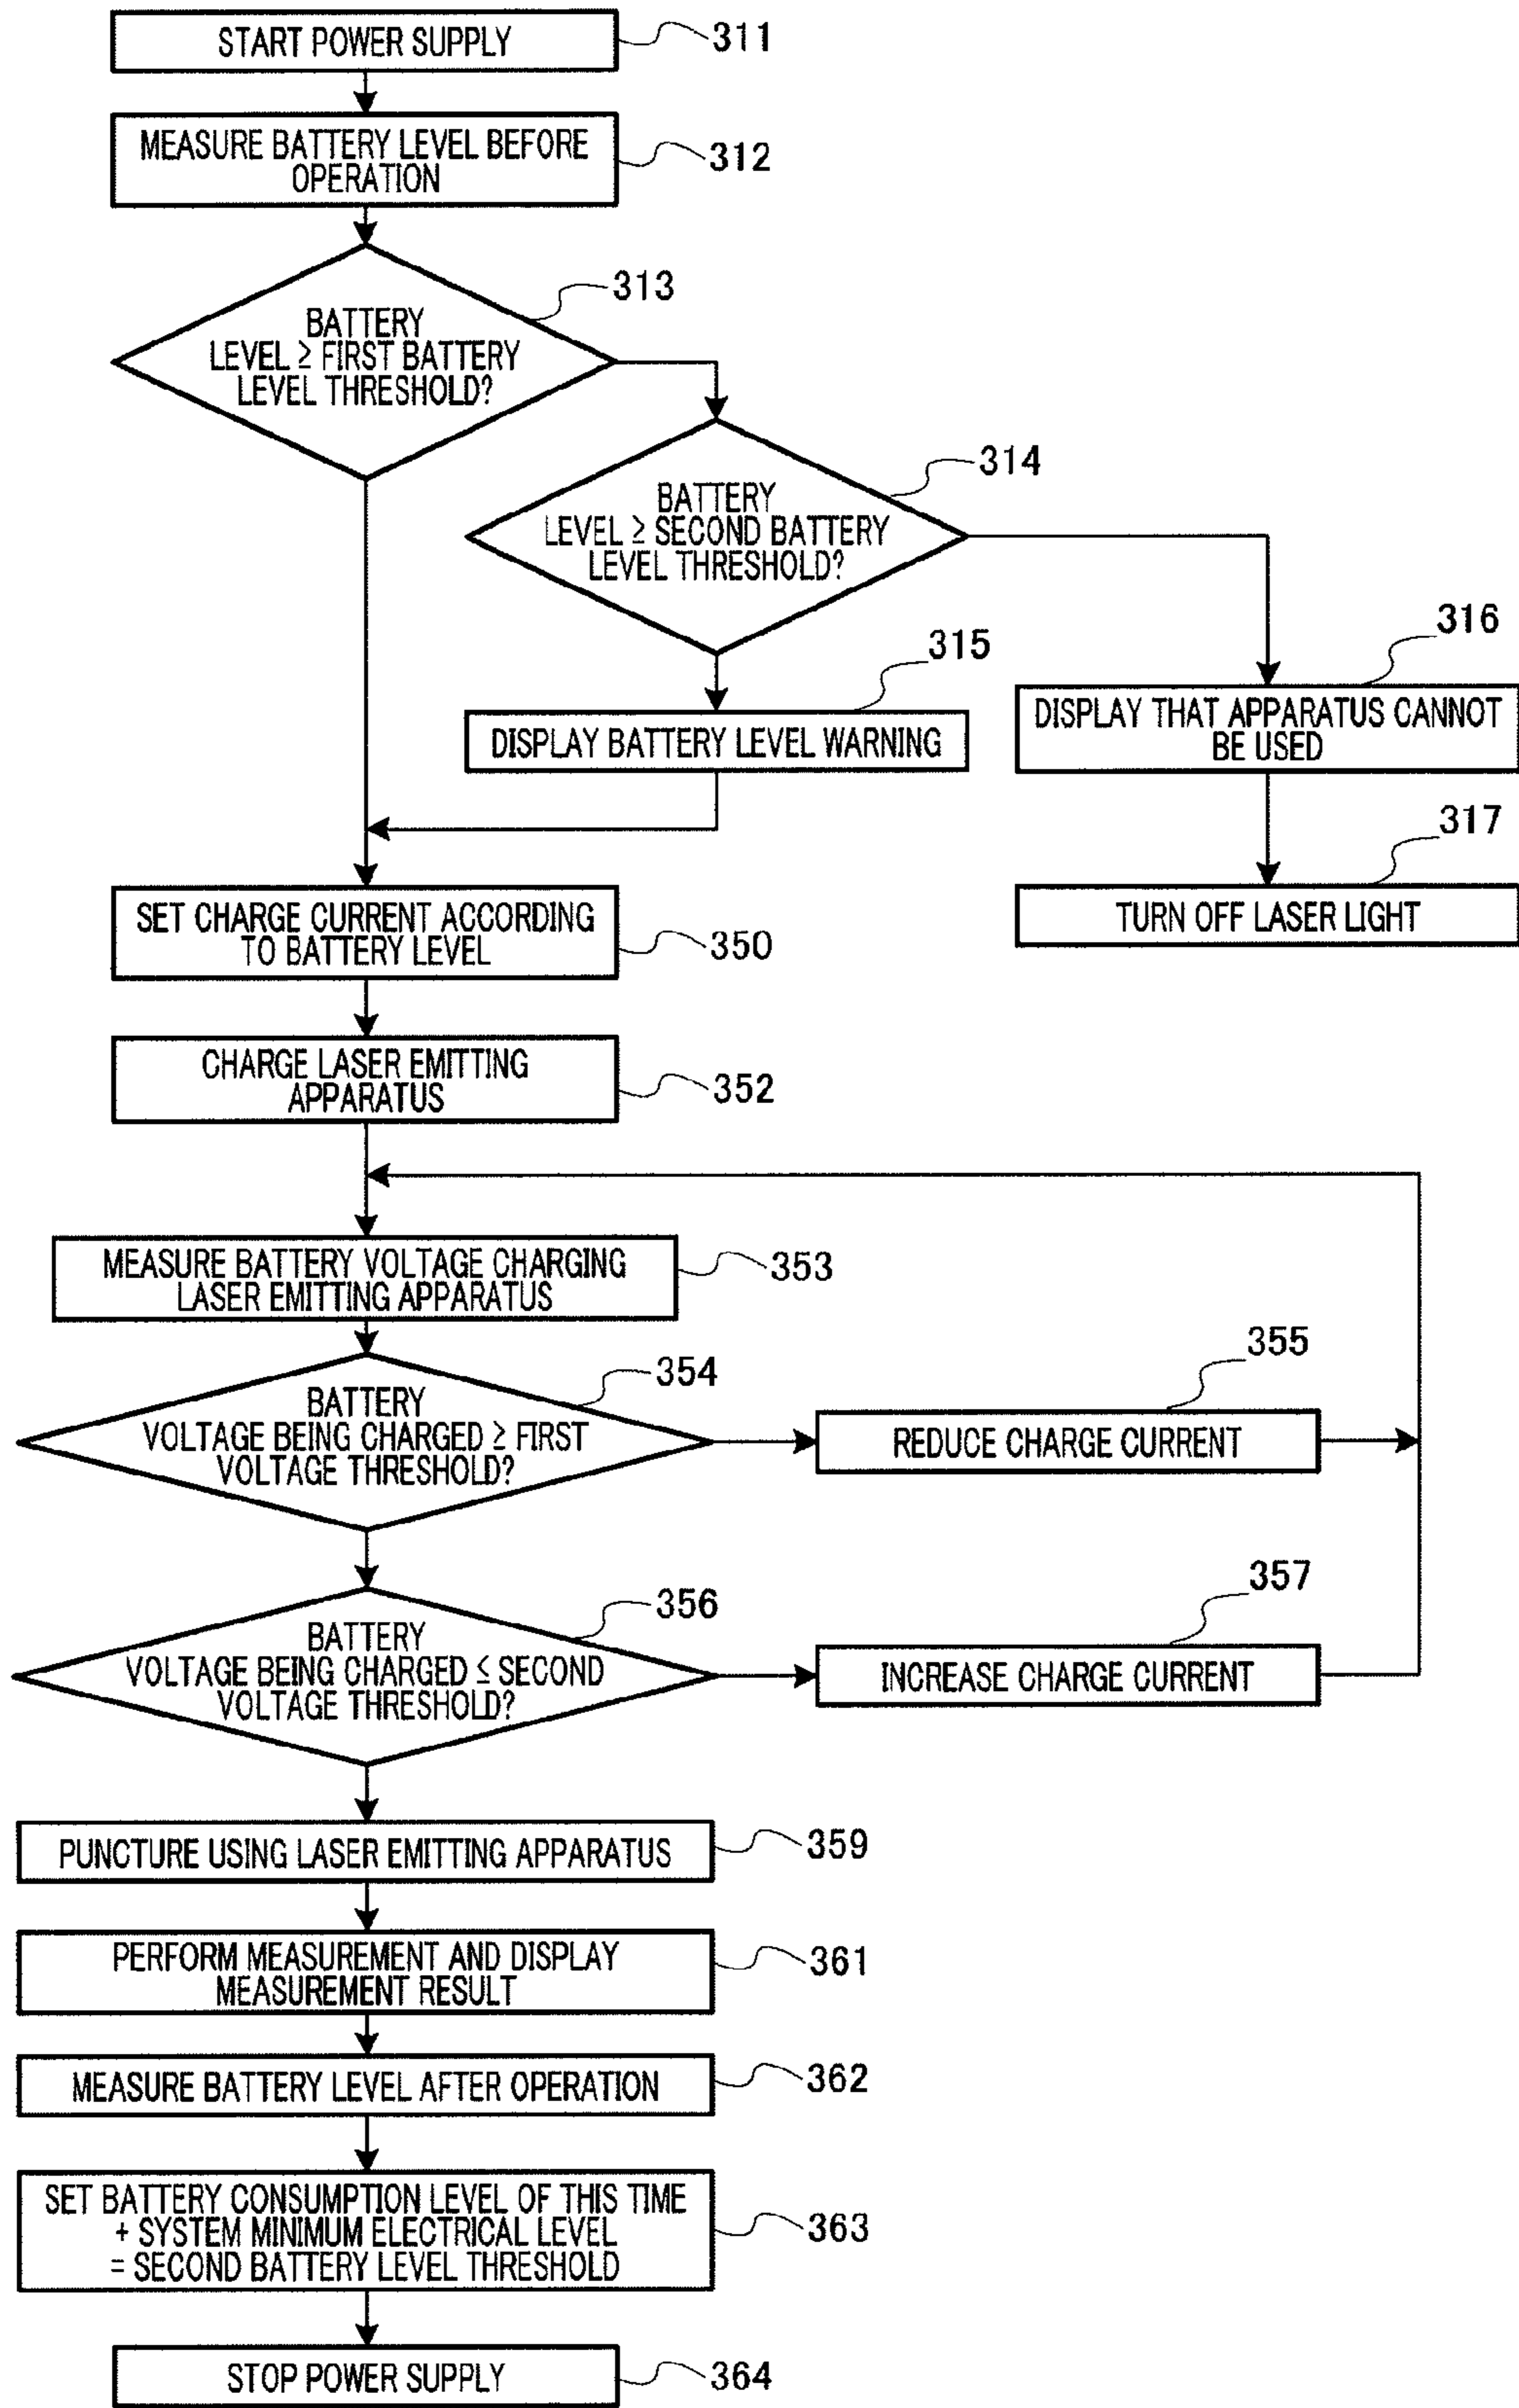 START POWER SUPPLY
311
MEASURE BATTERY LEVEL BEFORE
OPERATION
312
313
BATTERY
LEVEL ≥ FIRST BATTERY
LEVEL THRESHOLD?
314
BATTERY
LEVEL ≥ SECOND BATTERY
LEVEL THRESHOLD?
315
DISPLAY BATTERY LEVEL WARNING
316
DISPLAY THAT APPARATUS CANNOT
BE USED
317
TURN OFF LASER LIGHT
SET CHARGE CURRENT ACCORDING
TO BATTERY LEVEL
350
CHARGE LASER EMITTING
APPARATUS
352
MEASURE BATTERY VOLTAGE CHARGING
LASER EMITTING APPARATUS
353
354
BATTERY
VOLTAGE BEING CHARGED ≥ FIRST
VOLTAGE THRESHOLD?
355
REDUCE CHARGE CURRENT
356
BATTERY
VOLTAGE BEING CHARGED ≤ SECOND
VOLTAGE THRESHOLD?
357
INCREASE CHARGE CURRENT
PUNCTURE USING LASER EMITTING APPARATUS
359
PERFORM MEASUREMENT AND DISPLAY
MEASUREMENT RESULT
361
MEASURE BATTERY LEVEL AFTER OPERATION
362
SET BATTERY CONSUMPTION LEVEL OF THIS TIME
+ SYSTEM MINIMUM ELECTRICAL LEVEL
= SECOND BATTERY LEVEL THRESHOLD
363
STOP POWER SUPPLY
364